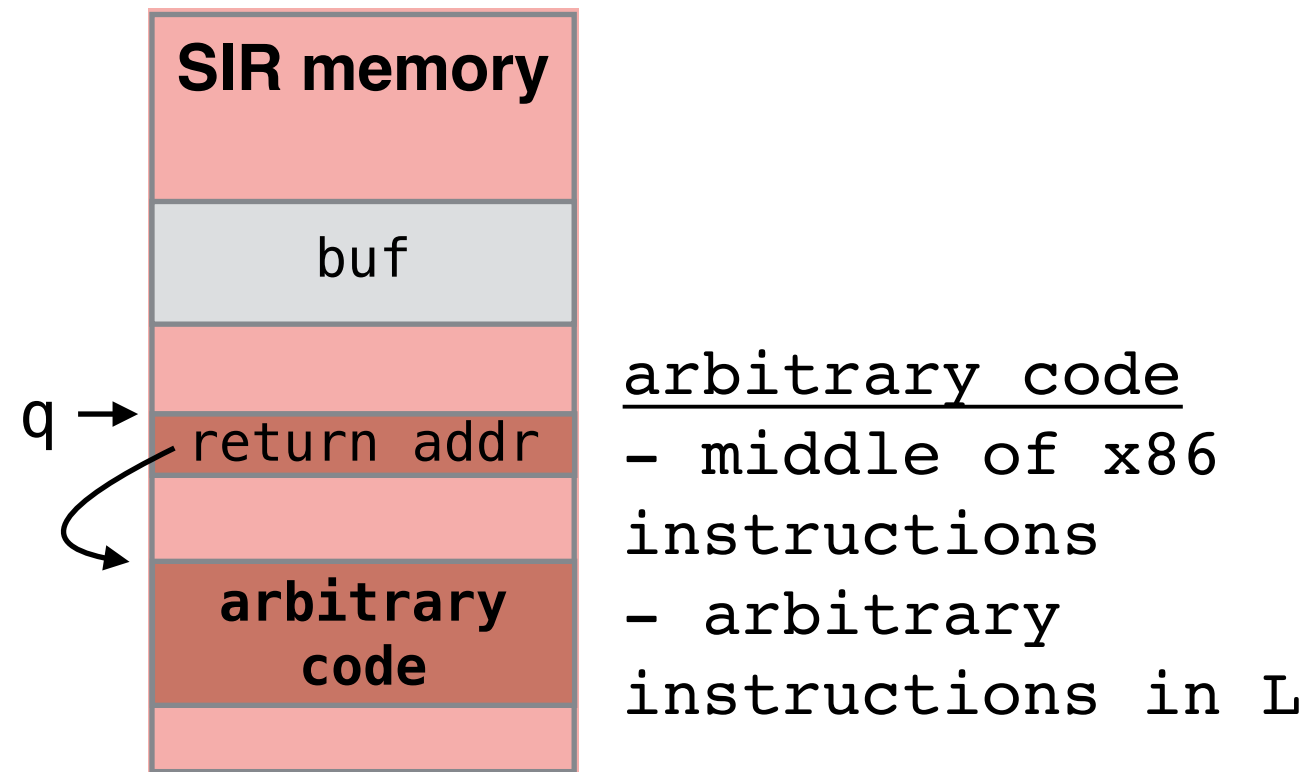 SIR memory
buf
q
return addr
arbitrary
code
arbitrary code
- middle of x86
instructions
- arbitrary
instructions in L